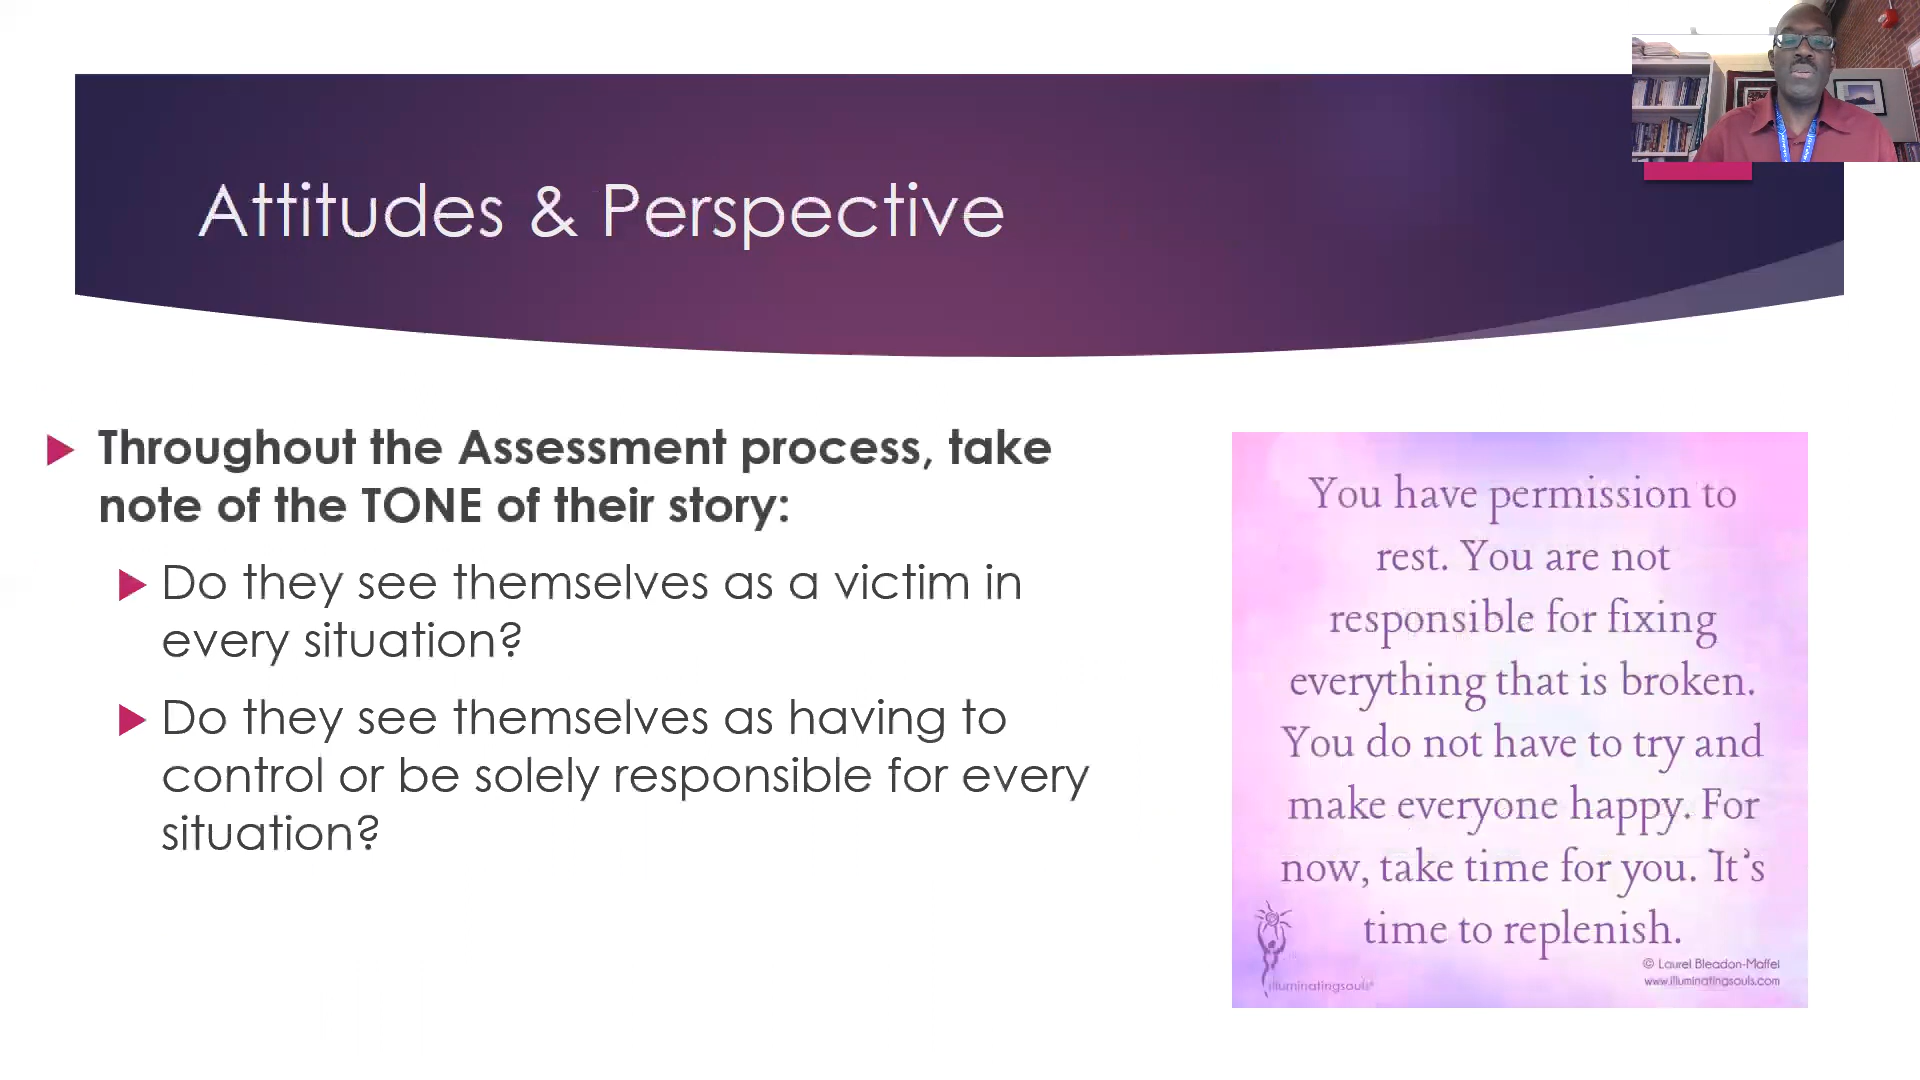 Attitudes & Perspective
Throughout the Assessment process, take
note of the TONE of their story:
Do they see themselves as a victim in
every situation?
Do they see themselves as having to
control or be solely responsible for every
situation?
You have permission to
rest. You are not
responsible for fixing
everything that is broken.
You do not have to try and
make everyone happy. For
now, take time for you. It's
time to replenish.
© Laurel Bleadon-Maffei
www.illuminatingsouls.com
illuminatingsouls®